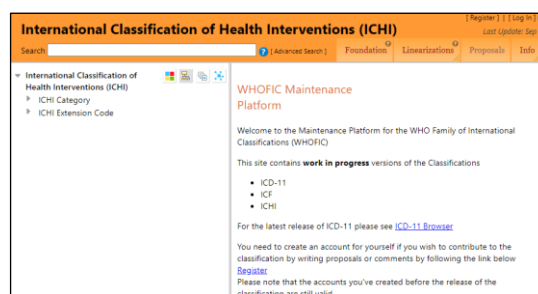 [ Register ] | [ Log In ]
International Classification of Health Interventions (ICHI)
Last Update: Sep
Search
? [ Advanced Search ]
Foundation
Linearizations
Proposals
Info
International Classification of
Health Interventions (ICHI)
ICHI Category
ICHI Extension Code
WHOFIC Maintenance
Platform
Welcome to the Maintenance Platform for the WHO Family of International
Classifications (WHOFIC)
This site contains work in progress versions of the Classifications
• ICD-11
• ICF
• ICHI
For the latest release of ICD-11 please see ICD-11 Browser
You need to create an account for yourself if you wish to contribute to the
classification by writing proposals or comments by following the link below
Register
Please note that the accounts you've created before the release of the
classification are still valid